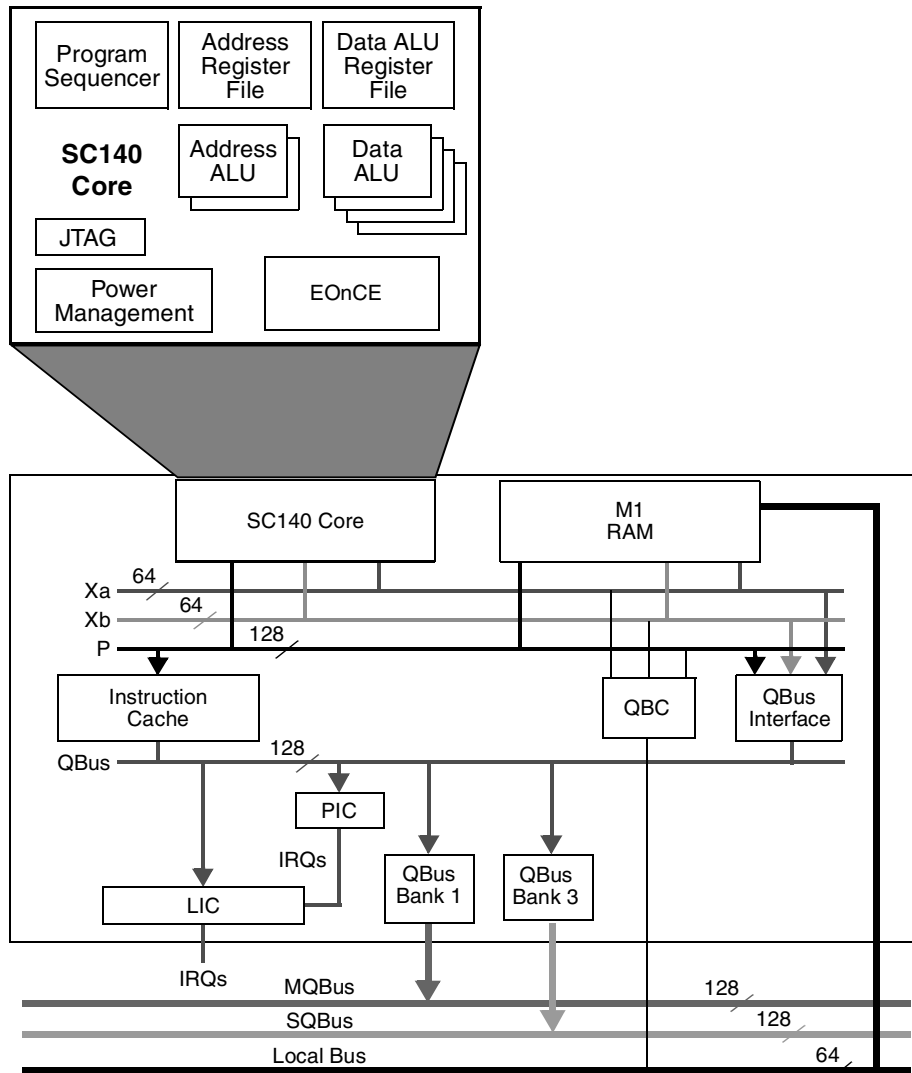 Program
Sequencer
Address
Register
File
Data ALU
Register
File
SC140
Core
Address
ALU
Data
ALU
JTAG
Power
Management
EOnCE
SC140 Core
M1
RAM
Xa
64
Xb
64
P
128
Instruction
Cache
QBC
QBus
Interface
QBus
128
PIC
IRQs
QBus
Bank 1
QBus
Bank 3
LIC
IRQs
MQBus
128
SQBus
128
Local Bus
64